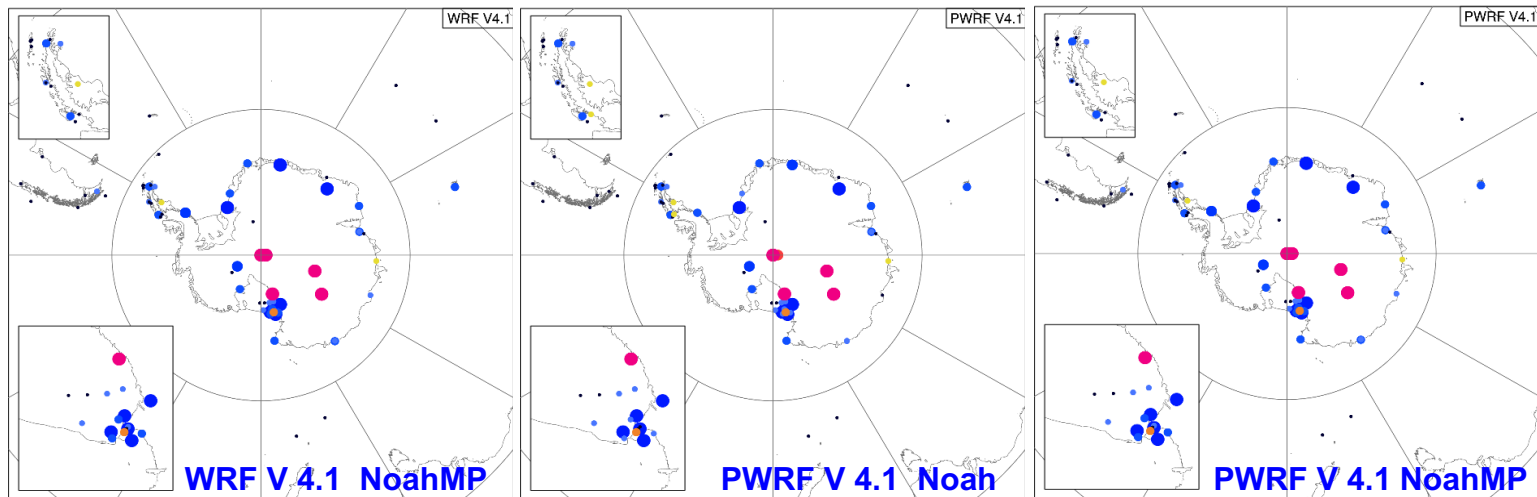 WRF V4.1
PWRF V4.1
PWRF V4.1
WRF V 4.1 NoahMP
PWRF V 4.1 Noah
PWRF V 4.1 NoahMP